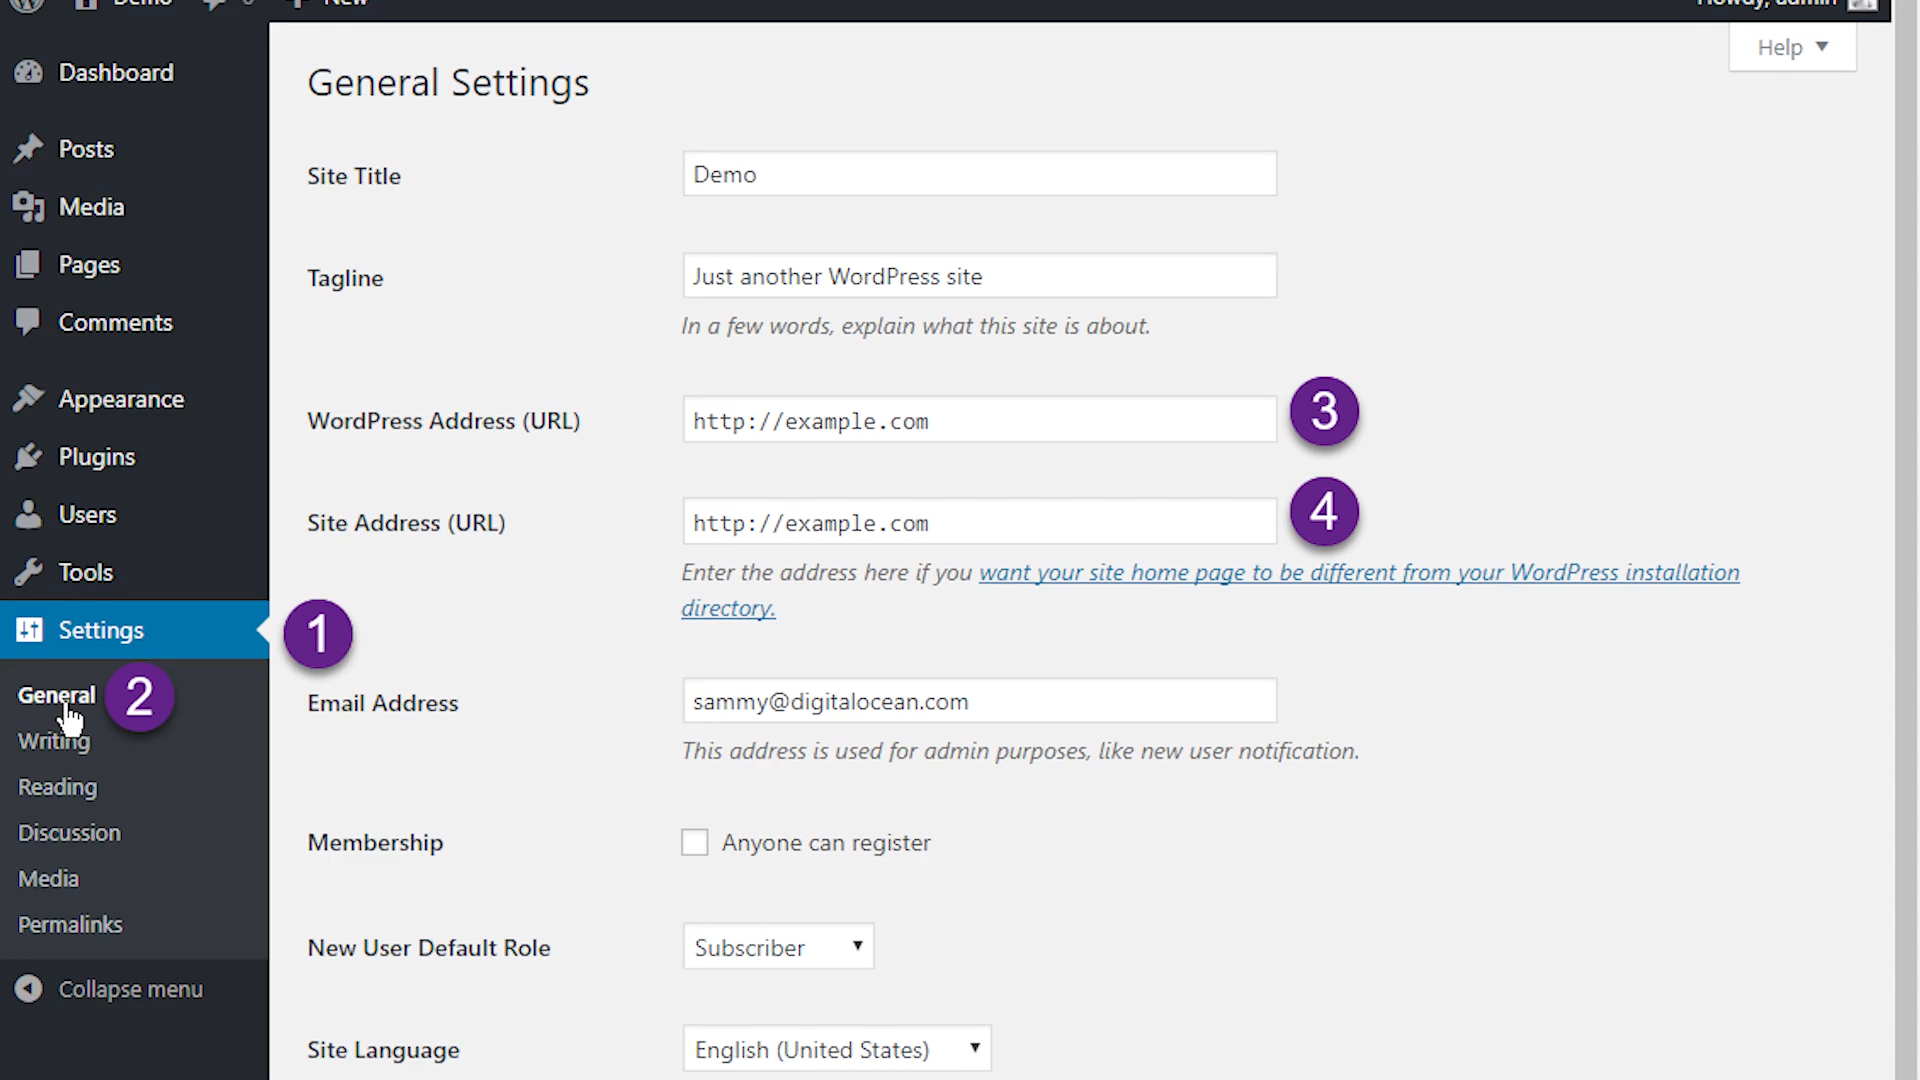 Demo
New
Howdy, admin
Help
Dashboard
Posts
Media
Pages
Comments
Appearance
Plugins
Users
Tools
Settings
1
General
2
Writing
Reading
Discussion
Media
Permalinks
Collapse menu
General Settings
Site Title
Demo
Tagline
Just another WordPress site
In a few words, explain what this site is about.
WordPress Address (URL)
http://example.com
3
Site Address (URL)
http://example.com
4
Enter the address here if you want your site home page to be different from your WordPress installation
directory.
Email Address
sammy@digitalocean.com
This address is used for admin purposes, like new user notification.
Membership
Anyone can register
New User Default Role
Subscriber
Site Language
English (United States)